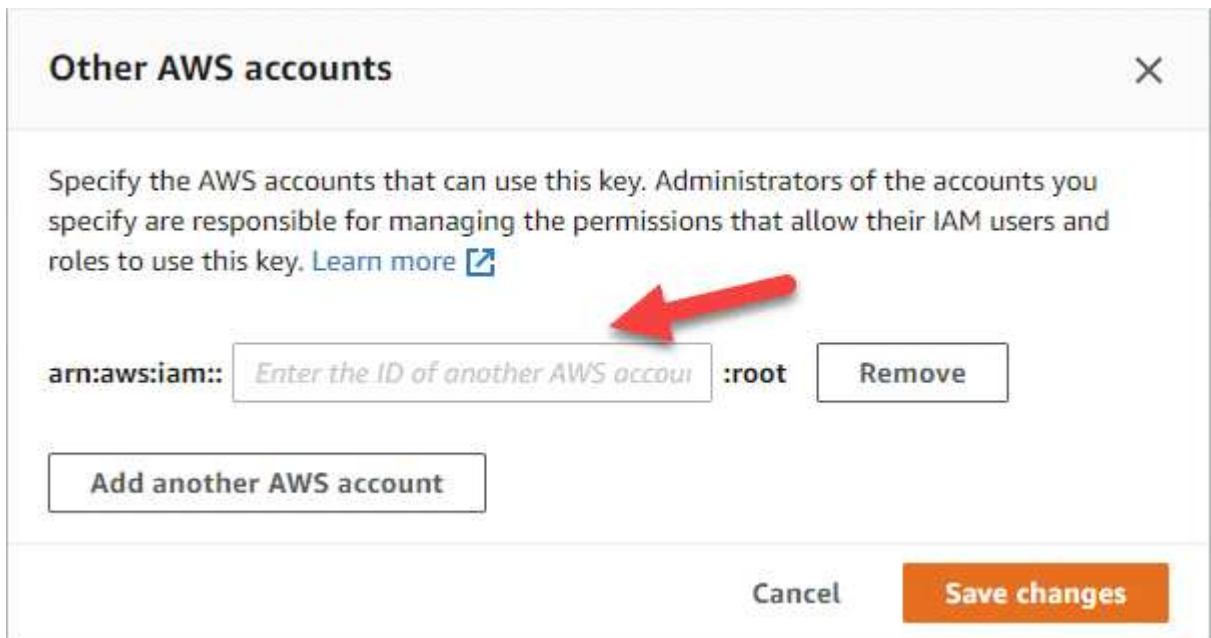 Other AWS accounts
Specify the AWS accounts that can use this key. Administrators of the accounts you
specify are responsible for managing the permissions that allow their IAM users and
roles to use this key. Learn more
arn:aws:iam:: Enter the ID of another AWS accou :root Remove
Add another AWS account
Cancel Save changes